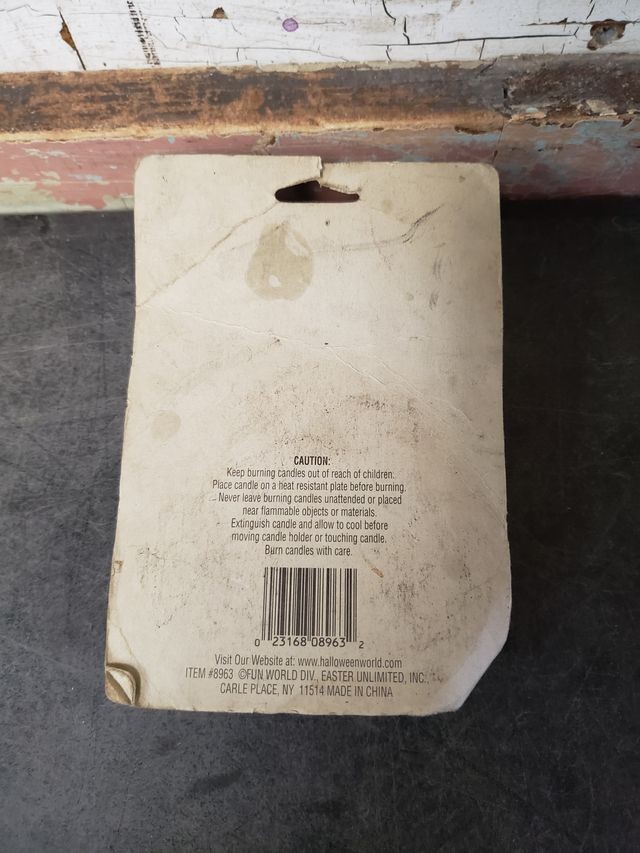 CAUTION:
Keep burning candles out of reach of children.
Place candle on a heat resistant plate before burning.
Never leave burning candles unattended or placed
near flammable objects or materials.
Extinguish candle and allow to cool before
moving candle holder or touching candle.
Burn candles with care.
0 23168 08963 2
Visit Our Website at: www.halloweenworld.com
ITEM #8963 ©FUN WORLD DIV., EASTER UNLIMITED, INC.
CARLE PLACE, NY 11514 MADE IN CHINA